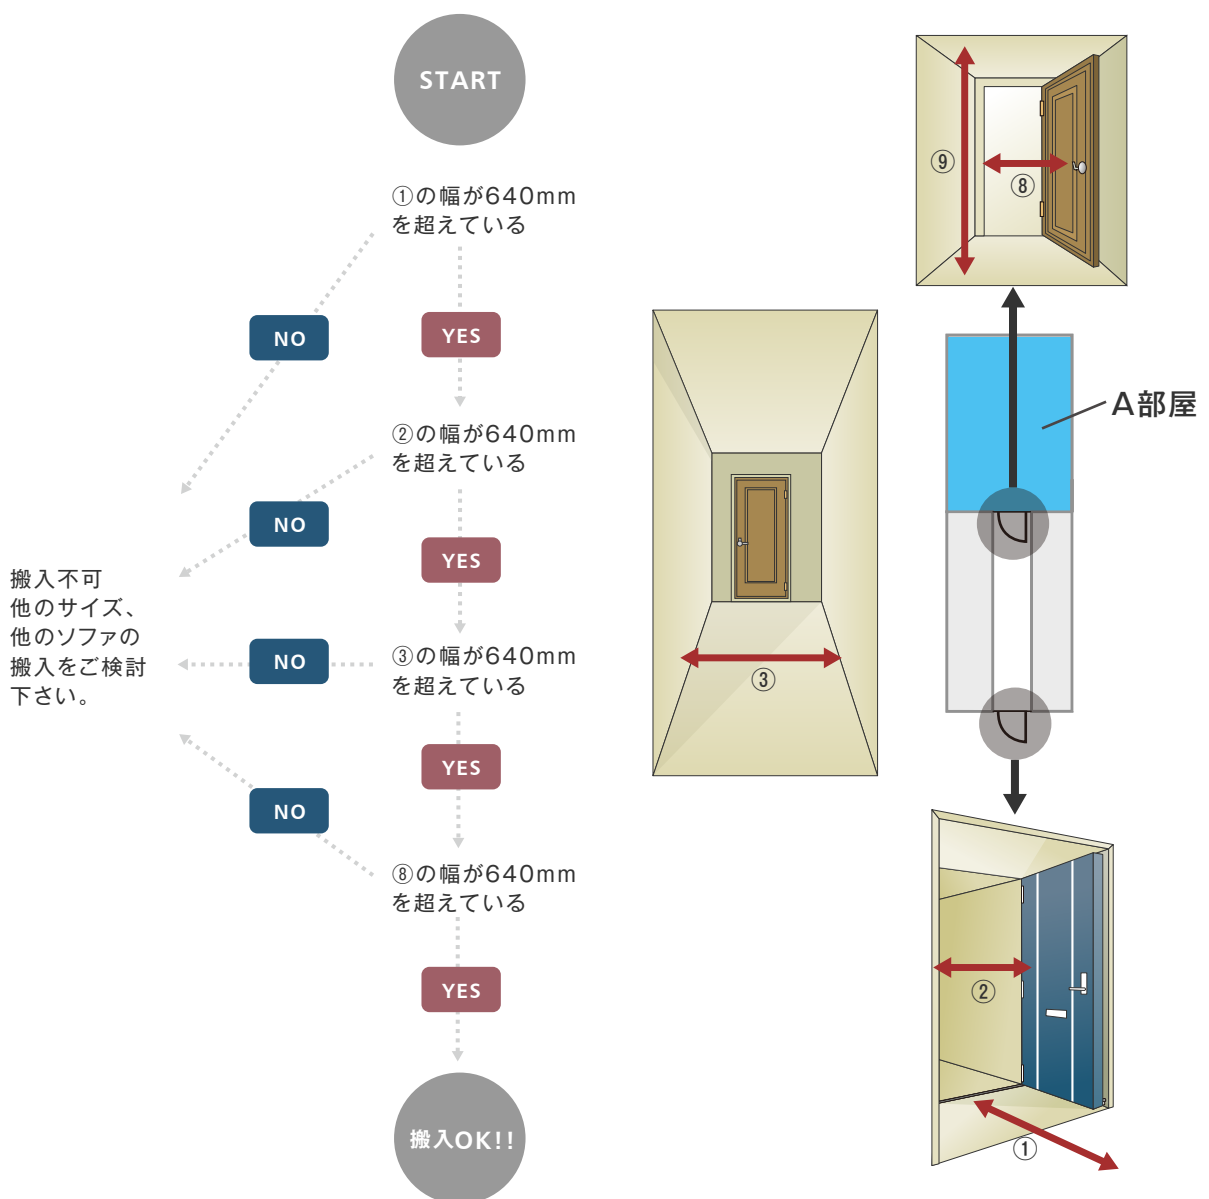 START
①の幅が640mm
を超えている
NO
YES
②の幅が640mm
を超えている
NO
YES
搬入不可
他のサイズ、
他のソファの
搬入をご検討
下さい。
③の幅が640mm
を超えている
NO
YES
NO
⑧の幅が640mm
を超えている
YES
搬入OK!!
⑨
⑧
A部屋
③
②
①